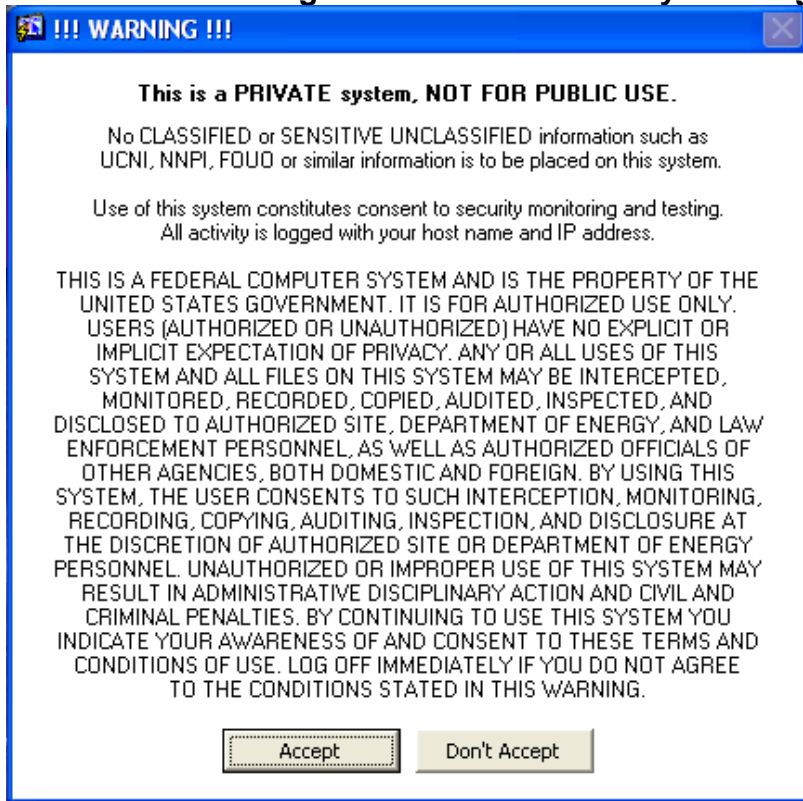 !!! WARNING !!!
This is a PRIVATE system, NOT FOR PUBLIC USE.
No CLASSIFIED or SENSITIVE UNCLASSIFIED information such as
UCNI, NNPI, FOUO or similar information is to be placed on this system.
Use of this system constitutes consent to security monitoring and testing.
All activity is logged with your host name and IP address.
THIS IS A FEDERAL COMPUTER SYSTEM AND IS THE PROPERTY OF THE
UNITED STATES GOVERNMENT. IT IS FOR AUTHORIZED USE ONLY.
USERS (AUTHORIZED OR UNAUTHORIZED) HAVE NO EXPLICIT OR
IMPLICIT EXPECTATION OF PRIVACY. ANY OR ALL USES OF THIS
SYSTEM AND ALL FILES ON THIS SYSTEM MAY BE INTERCEPTED,
MONITORED, RECORDED, COPIED, AUDITED, INSPECTED, AND
DISCLOSED TO AUTHORIZED SITE, DEPARTMENT OF ENERGY, AND LAW
ENFORCEMENT PERSONNEL, AS WELL AS AUTHORIZED OFFICIALS OF
OTHER AGENCIES, BOTH DOMESTIC AND FOREIGN. BY USING THIS
SYSTEM, THE USER CONSENTS TO SUCH INTERCEPTION, MONITORING,
RECORDING, COPYING, AUDITING, INSPECTION, AND DISCLOSURE AT
THE DISCRETION OF AUTHORIZED SITE OR DEPARTMENT OF ENERGY
PERSONNEL. UNAUTHORIZED OR IMPROPER USE OF THIS SYSTEM MAY
RESULT IN ADMINISTRATIVE DISCIPLINARY ACTION AND CIVIL AND
CRIMINAL PENALTIES. BY CONTINUING TO USE THIS SYSTEM YOU
INDICATE YOUR AWARENESS OF AND CONSENT TO THESE TERMS AND
CONDITIONS OF USE. LOG OFF IMMEDIATELY IF YOU DO NOT AGREE
TO THE CONDITIONS STATED IN THIS WARNING.
Accept Don't Accept